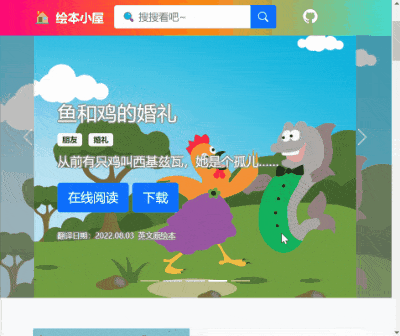 绘本小屋
搜搜看吧~
鱼和鸡的婚礼
朋友 婚礼
从前有只鸡叫西基兹瓦，她是个孤儿......
在线阅读 下载
翻译日期：2022.08.03 英文原绘本